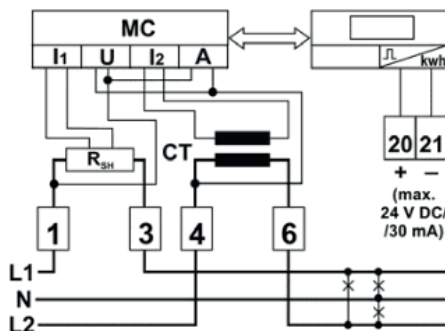 MC
I1 U I2 A
kwh
RSH
CT
20 21
+ –
(max.
24 V DC/
/30 mA)
1 3 4 6
L1
N
L2